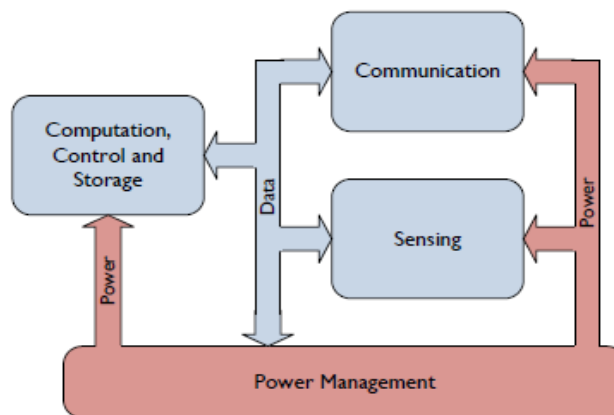 Communication
Computation,
Control and
Storage
Data
Power
Sensing
Power
Power Management